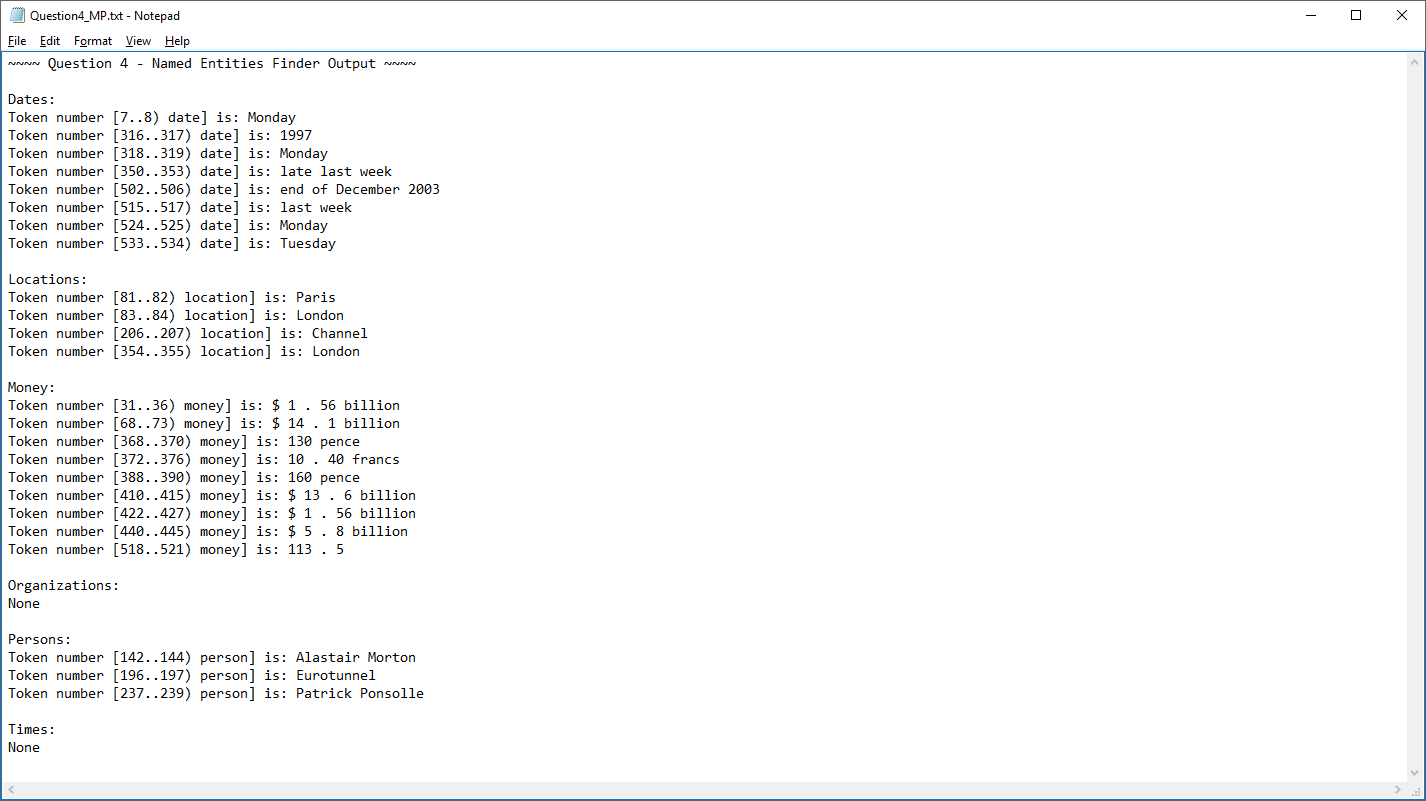 Question4_MP.txt - Notepad
File Edit Format View Help
~~~~ Question 4 - Named Entities Finder Output ~~~~
Dates:
Token number [7..8) date] is: Monday
Token number [316..317) date] is: 1997
Token number [318..319) date] is: Monday
Token number [350..353) date] is: late last week
Token number [502..506) date] is: end of December 2003
Token number [515..517) date] is: last week
Token number [524..525) date] is: Monday
Token number [533..534) date] is: Tuesday
Locations:
Token number [81..82) location] is: Paris
Token number [83..84) location] is: London
Token number [206..207) location] is: Channel
Token number [354..355) location] is: London
Money:
Token number [31..36) money] is: $ 1 . 56 billion
Token number [68..73) money] is: $ 14 . 1 billion
Token number [368..370) money] is: 130 pence
Token number [372..376) money] is: 10 . 40 francs
Token number [388..390) money] is: 160 pence
Token number [410..415) money] is: $ 13 . 6 billion
Token number [422..427) money] is: $ 1 . 56 billion
Token number [440..445) money] is: $ 5 . 8 billion
Token number [518..521) money] is: 113 . 5
Organizations:
None
Persons:
Token number [142..144) person] is: Alastair Morton
Token number [196..197) person] is: Eurotunnel
Token number [237..239) person] is: Patrick Ponsolle
Times:
None